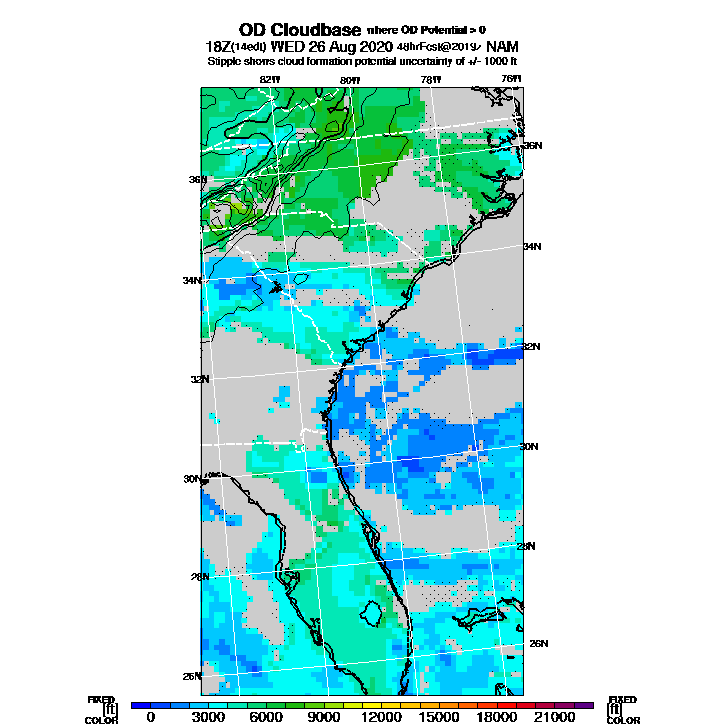 OD Cloudbase where OD Potential > 0
18Z(14edt) WED 26 Aug 2020 48hrFcst@2019z NAM
Stipple shows cloud formation potential uncertainty of +/- 1000 ft
82W 80W 78W 76W
36N
36N
34N
34N
32N
32N
30N
30N
28N
28N
26N
26N
FIXED FIXED
[ft] [ft]
COLOR COLOR
0 3000 6000 9000 12000 15000 18000 21000